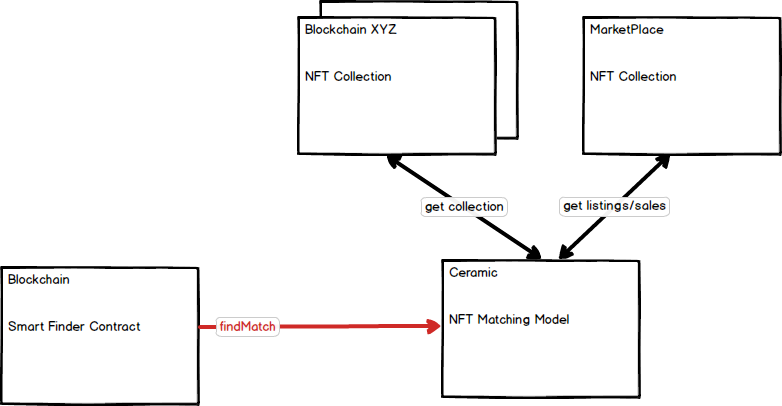 Blockchain XYZ
NFT Collection
MarketPlace
NFT Collection
get collection
get listings/sales
Blockchain
Smart Finder Contract
findMatch
Ceramic
NFT Matching Model